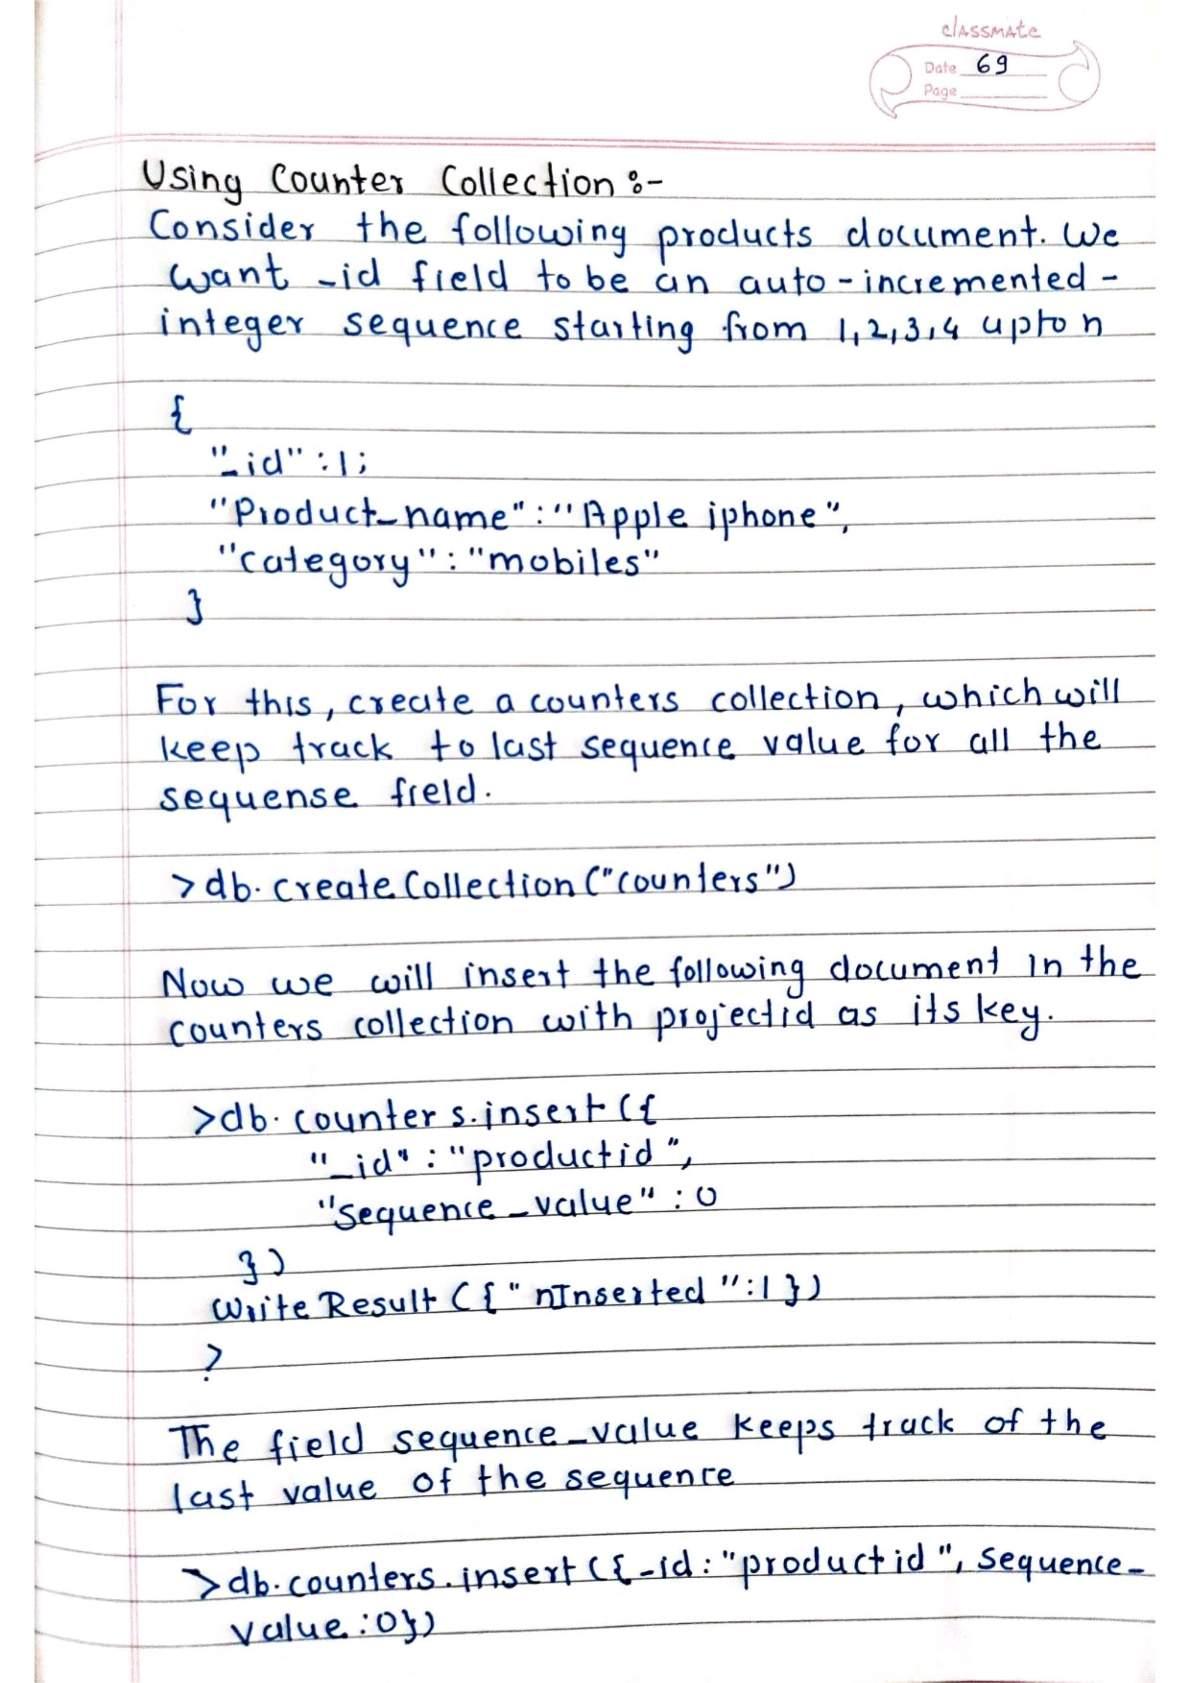 classmate
Date 69
Page
Using Counter Collection :-
Consider the following products document. We
want _id field to be an auto-incremented-
integer sequence starting from 1,2,3,4 upto n
{
"_id":1;
"Product_name":"Apple iphone",
"category":"mobiles"
}
For this, create a counters collection, which will
keep track to last sequence value for all the
sequense field.
>db.createCollection("counters")
Now we will insert the following document in the
counters collection with projectid as its key.
>db.counters.insert({
"_id":"productid",
"sequence_value":0
})
WriteResult({"nInserted":1})
?
The field sequence_value keeps track of the
last value of the sequence
>db.counters.insert({_id:"productid", sequence-
value:0})